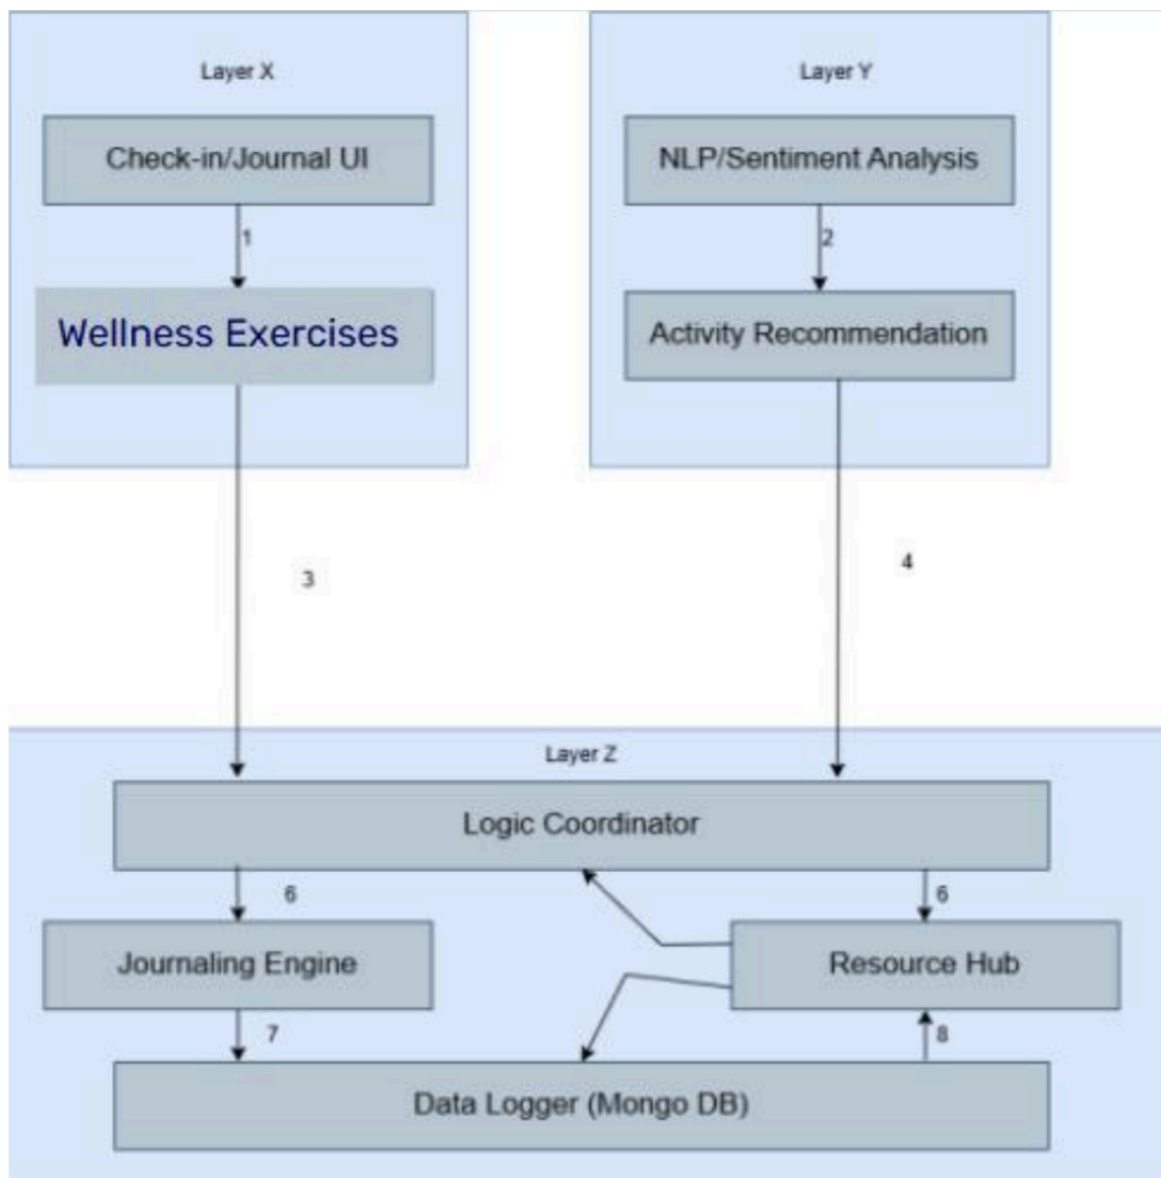 Layer X
Layer Y
Check-in/Journal UI
NLP/Sentiment Analysis
1
2
Wellness Exercises
Activity Recommendation
3
4
Layer Z
Logic Coordinator
6
6
Journaling Engine
Resource Hub
7
8
Data Logger (Mongo DB)